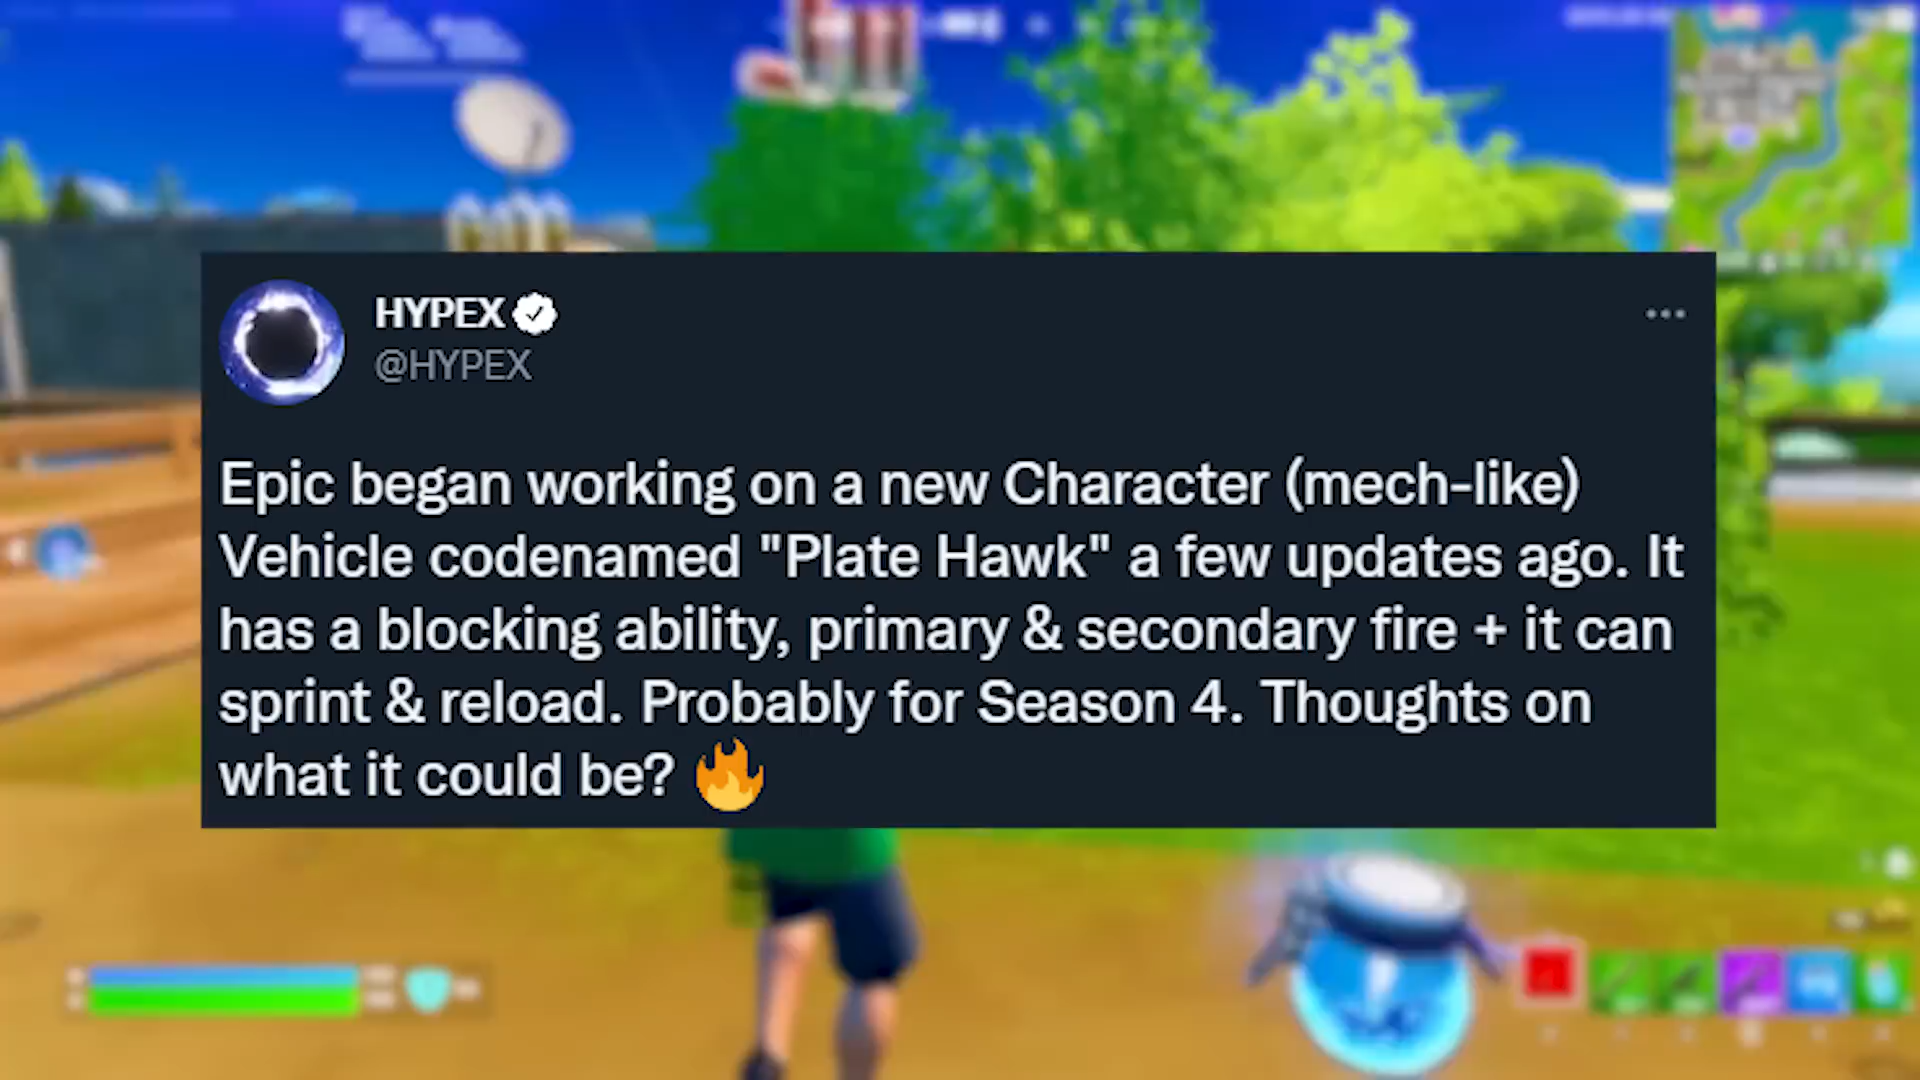 HYPEX
@HYPEX
Epic began working on a new Character (mech-like)
Vehicle codenamed "Plate Hawk" a few updates ago. It
has a blocking ability, primary & secondary fire + it can
sprint & reload. Probably for Season 4. Thoughts on
what it could be? 🔥